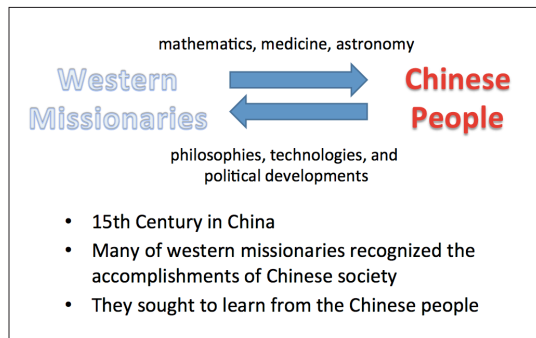 mathematics, medicine, astronomy
Western
Missionaries
Chinese
People
philosophies, technologies, and
political developments
• 15th Century in China
• Many of western missionaries recognized the
accomplishments of Chinese society
• They sought to learn from the Chinese people